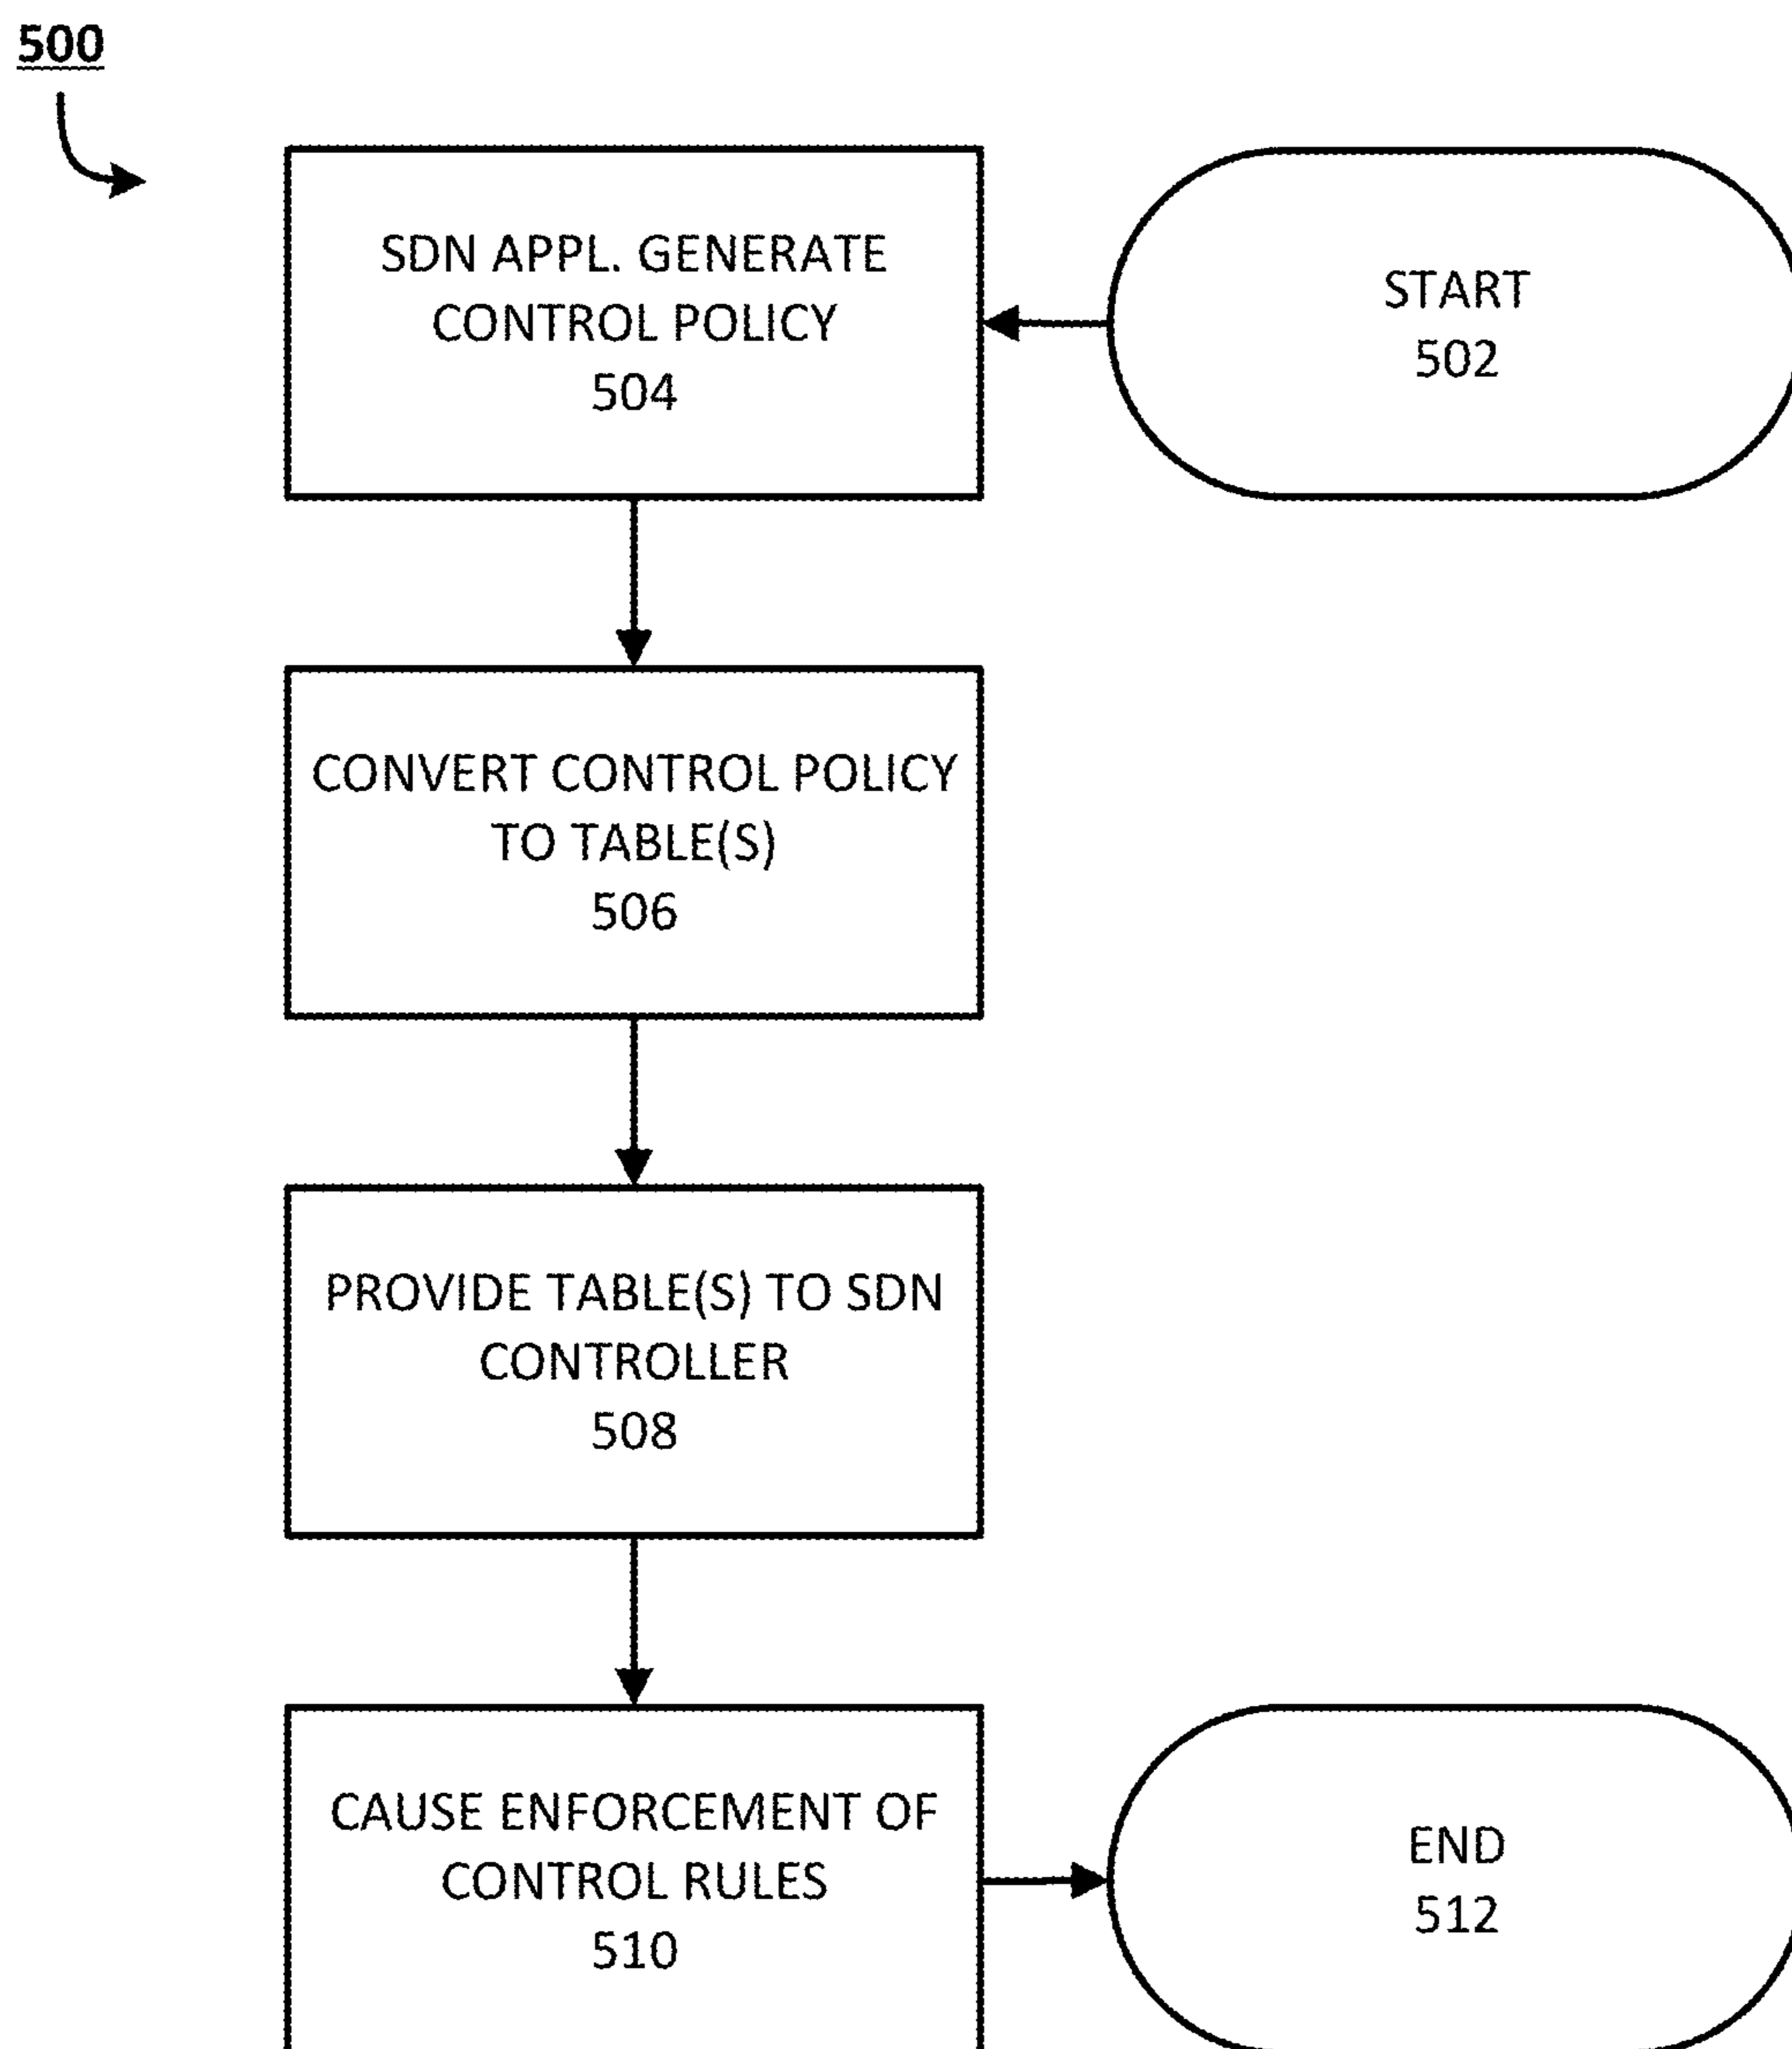 500
SDN APPL. GENERATE
CONTROL POLICY
504
START
502
CONVERT CONTROL POLICY
TO TABLE(S)
506
PROVIDE TABLE(S) TO SDN
CONTROLLER
508
CAUSE ENFORCEMENT OF
CONTROL RULES
510
END
512